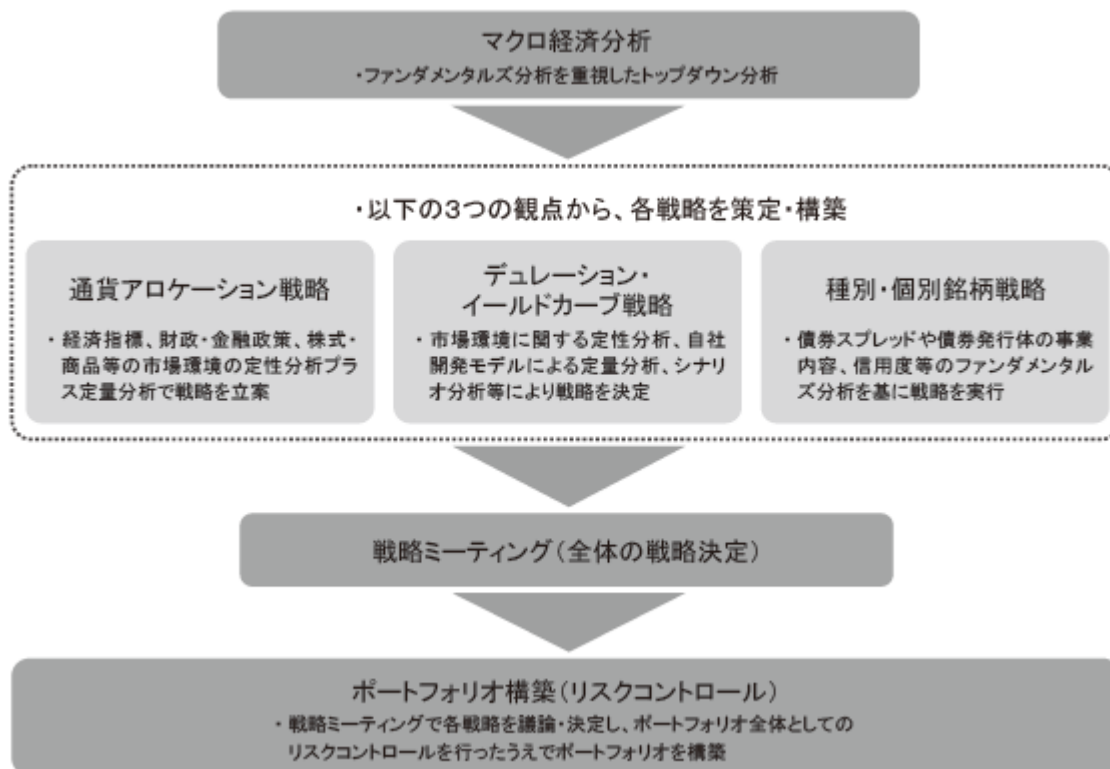 マクロ経済分析
・ファンダメンタルズ分析を重視したトップダウン分析
・以下の3つの観点から、各戦略を策定・構築
通貨アロケーション戦略
・経済指標、財政・金融政策、株式・
商品等の市場環境の定性分析プラ
ス定量分析で戦略を立案
デュレーション・
イールドカーブ戦略
・市場環境に関する定性分析、自社
開発モデルによる定量分析、シナリ
オ分析等により戦略を決定
種別・個別銘柄戦略
・債券スプレッドや債券発行体の事業
内容、信用度等のファンダメンタル
ズ分析を基に戦略を実行
戦略ミーティング(全体の戦略決定)
ポートフォリオ構築(リスクコントロール)
・戦略ミーティングで各戦略を議論・決定し、ポートフォリオ全体としての
リスクコントロールを行ったうえでポートフォリオを構築